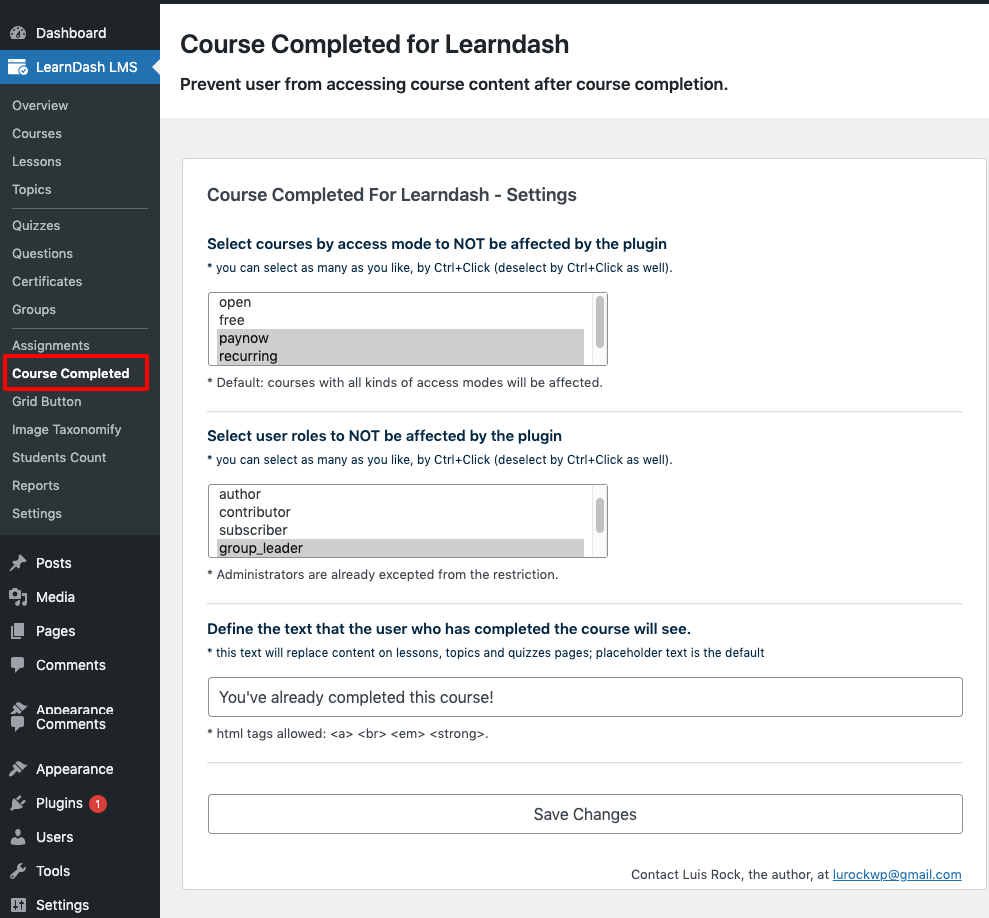 Dashboard
LearnDash LMS
Overview
Courses
Lessons
Topics
Quizzes
Questions
Certificates
Groups
Assignments
Course Completed
Grid Button
Image Taxonomify
Students Count
Reports
Settings
Posts
Media
Pages
Comments
Appearance
Comments
Appearance
Plugins 1
Users
Tools
Settings
Course Completed for Learndash
Prevent user from accessing course content after course completion.
Course Completed For Learndash - Settings
Select courses by access mode to NOT be affected by the plugin
* you can select as many as you like, by Ctrl+Click (deselect by Ctrl+Click as well).
open
free
paynow
recurring
* Default: courses with all kinds of access modes will be affected.
Select user roles to NOT be affected by the plugin
* you can select as many as you like, by Ctrl+Click (deselect by Ctrl+Click as well).
author
contributor
subscriber
group_leader
* Administrators are already excepted from the restriction.
Define the text that the user who has completed the course will see.
* this text will replace content on lessons, topics and quizzes pages; placeholder text is the default
You've already completed this course!
* html tags allowed: <a> <br> <em> <strong>.
Save Changes
Contact Luis Rock, the author, at lurockwp@gmail.com